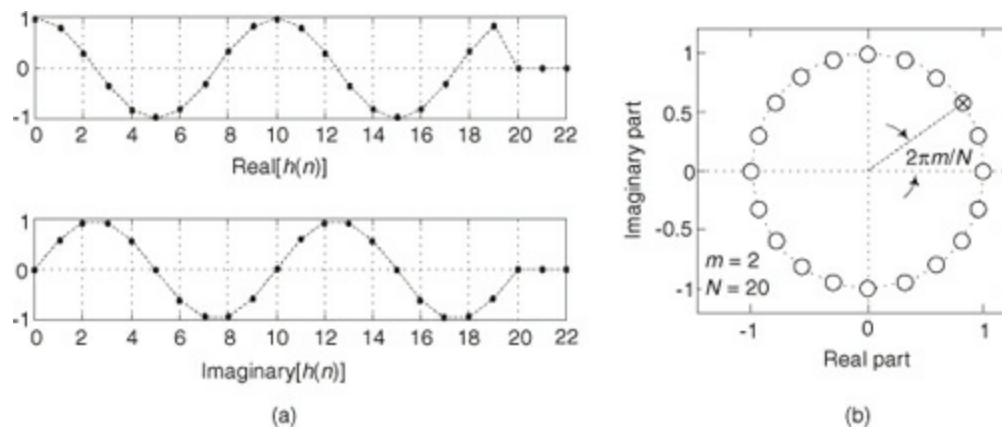 1
0
-1
0 2 4 6 8 10 12 14 16 18 20 22
Real[h(n)]
1
0
-1
0 2 4 6 8 10 12 14 16 18 20 22
Imaginary[h(n)]
(a)
1
0.5
0
-0.5
-1
Imaginary part
2πm/N
m = 2
N = 20
-1 0 1
Real part
(b)